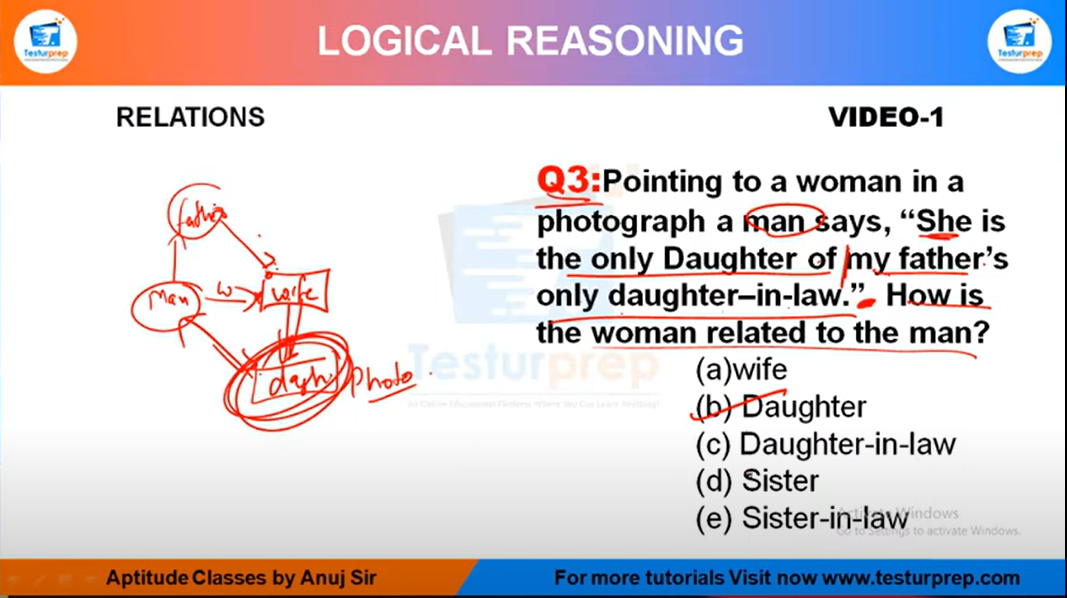 Testurprep
LOGICAL REASONING
Testurprep
RELATIONS
VIDEO-1
father
Man
W
wife
Photo
Q3:Pointing to a woman in a
photograph a man says, “She is
the only Daughter of my father’s
only daughter–in-law.”. How is
the woman related to the man?
(a)wife
(b) Daughter
(c) Daughter-in-law
(d) Sister
(e) Sister-in-law
Testurprep
Activate Windows
Go to Settings to activate Windows.
Aptitude Classes by Anuj Sir
For more tutorials Visit now www.testurprep.com